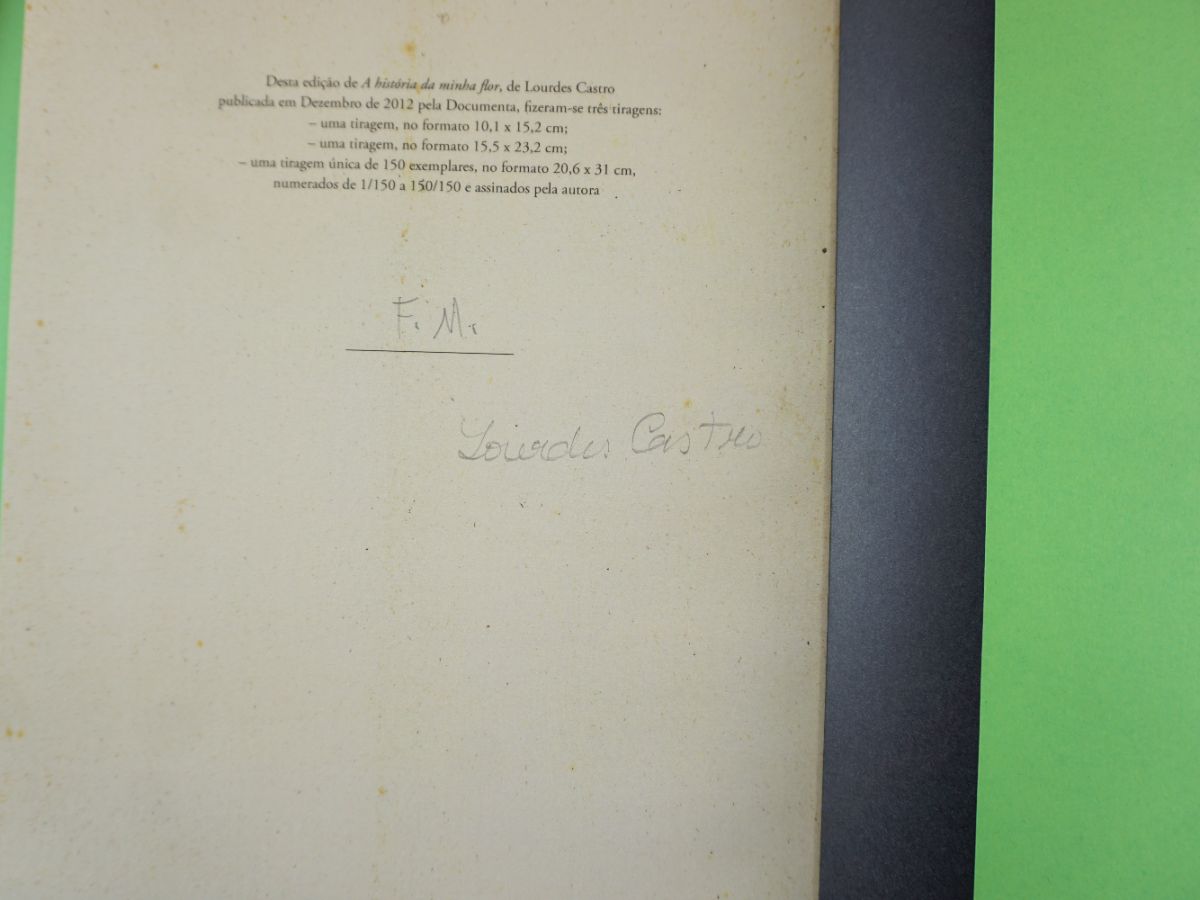 Desta edição de A história da minha flor, de Lourdes Castro
publicada em Dezembro de 2012 pela Documenta, fizeram-se três tiragens:
– uma tiragem, no formato 10,1 x 15,2 cm;
– uma tiragem, no formato 15,5 x 23,2 cm;
– uma tiragem única de 150 exemplares, no formato 20,6 x 31 cm,
numerados de 1/150 a 150/150 e assinados pela autora
F. M.
Lourdes Castro